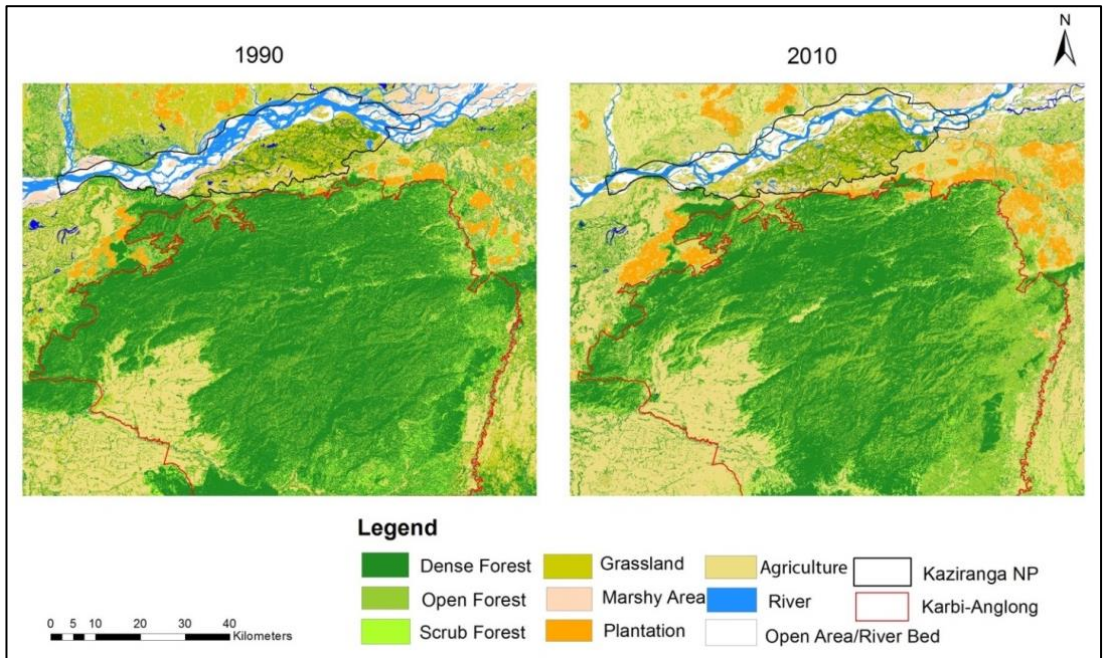 N
1990
2010
Legend
Dense Forest
Grassland
Agriculture
Kaziranga NP
Open Forest
Marshy Area
River
Karbi-Anglong
Scrub Forest
Plantation
Open Area/River Bed
0 5 10 20 30 40
Kilometers